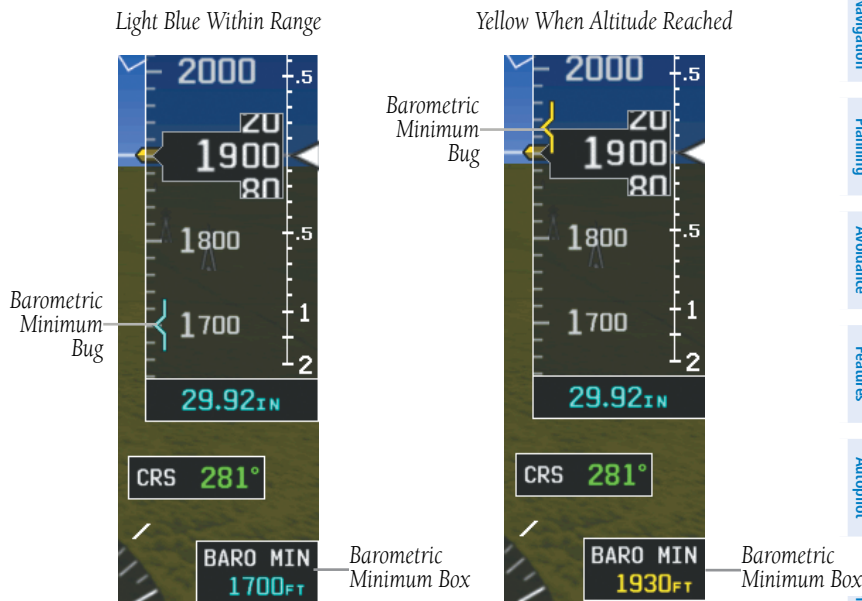 Light Blue Within Range
2000
.5
20
1900
80
1800
.5
1700
1
2
29.92IN
CRS 281°
BARO MIN
1700FT
Barometric
Minimum
Bug
Barometric
Minimum Box
Yellow When Altitude Reached
2000
.5
20
1900
80
1800
.5
1700
1
2
29.92IN
CRS 281°
BARO MIN
1930FT
Barometric
Minimum
Bug
Barometric
Minimum Box
Navigation
Planning
Avoidance
Features
Autopilot